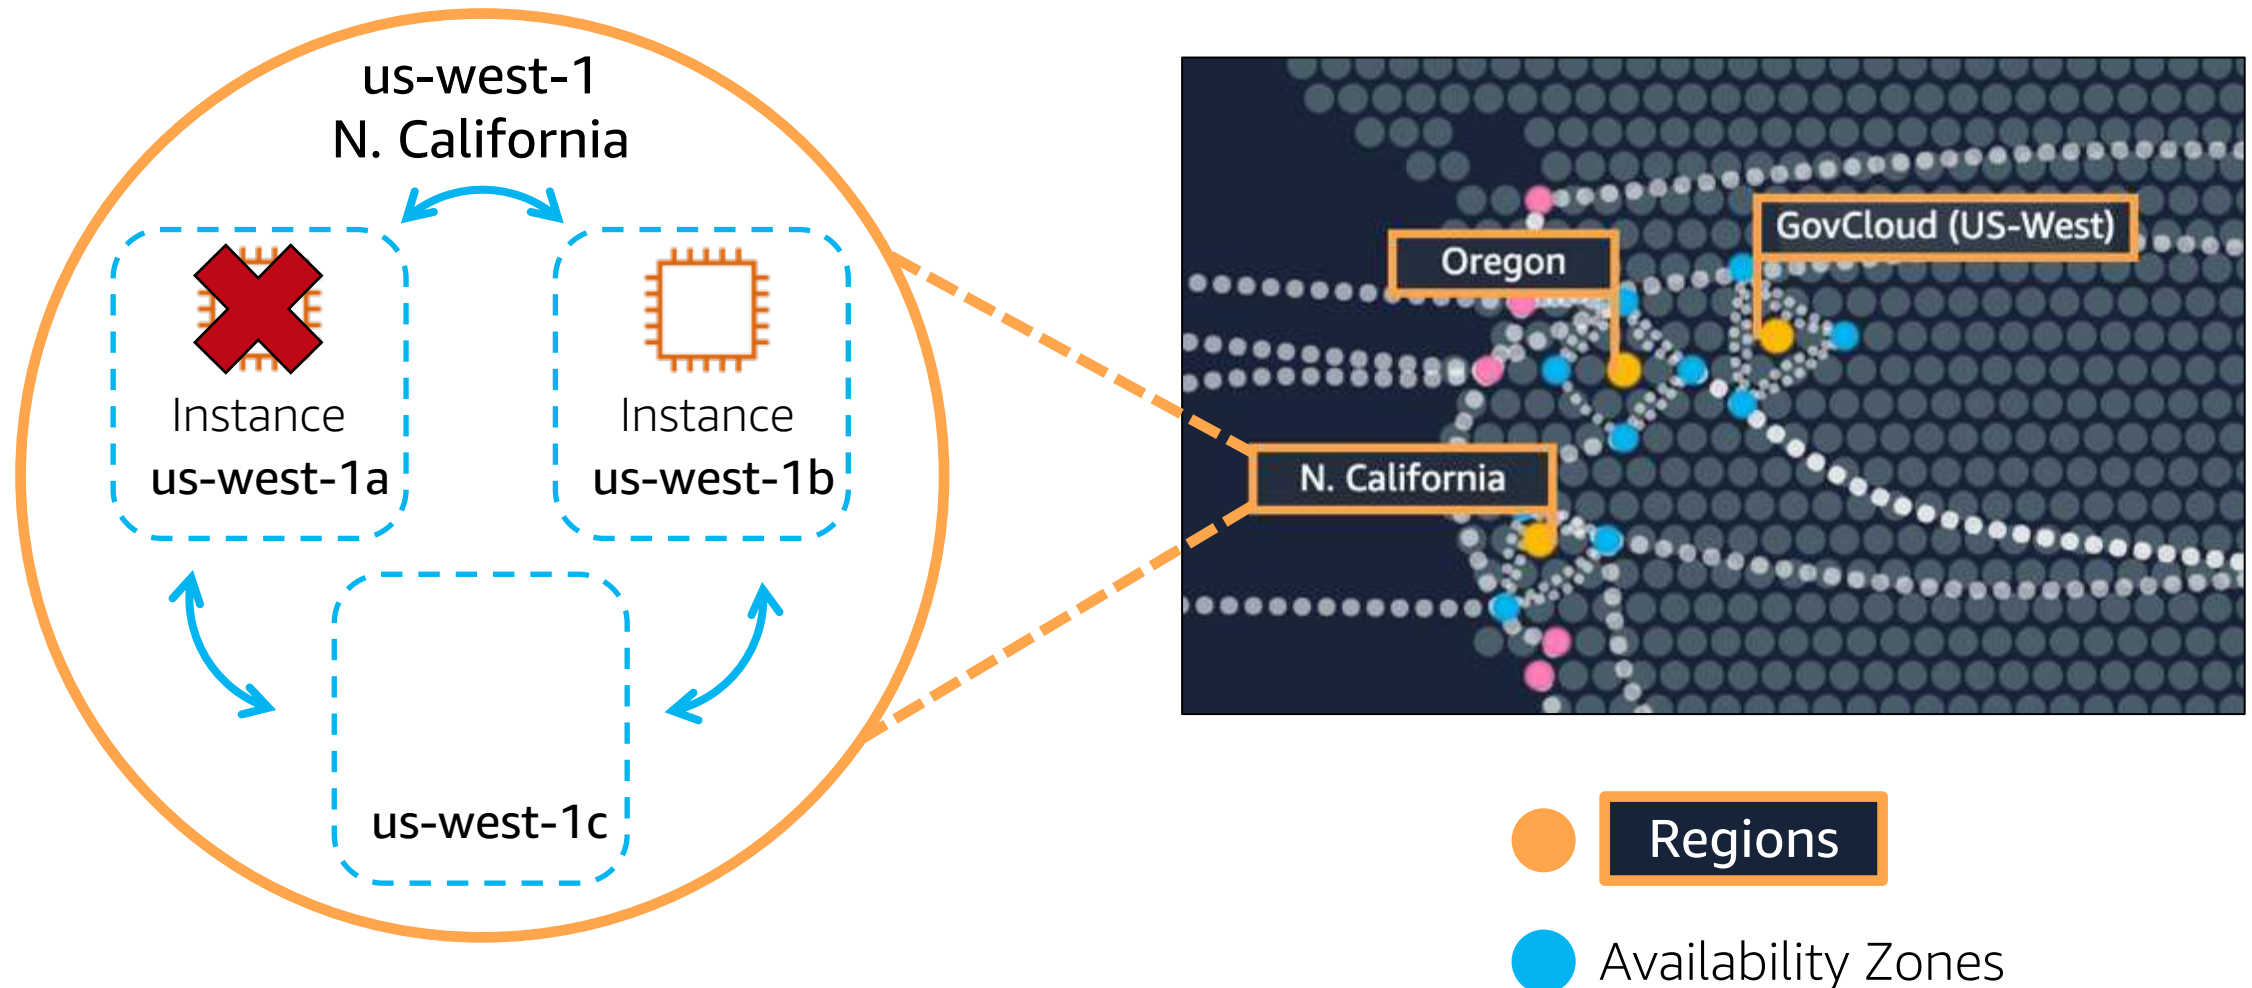 us-west-1
N. California
Instance
us-west-1a
Instance
us-west-1b
us-west-1c
GovCloud (US-West)
Oregon
N. California
Regions
Availability Zones